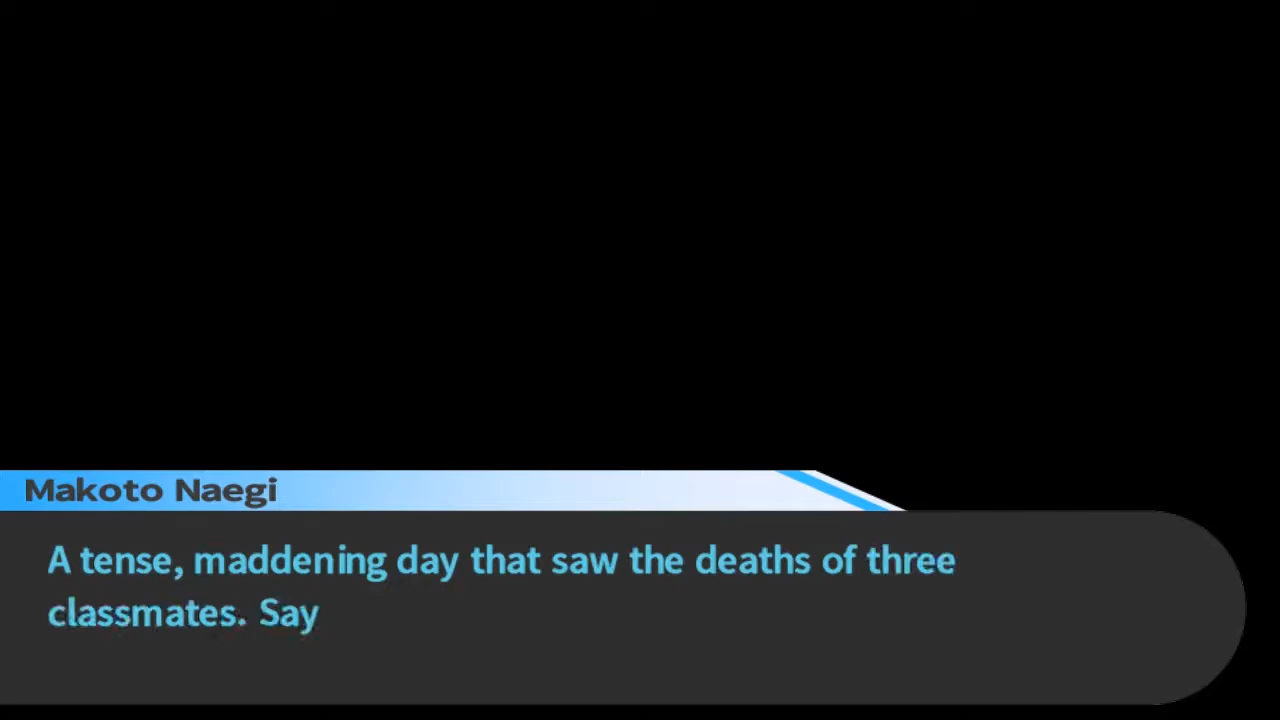 Makoto Naegi
A tense, maddening day that saw the deaths of three
classmates. Say